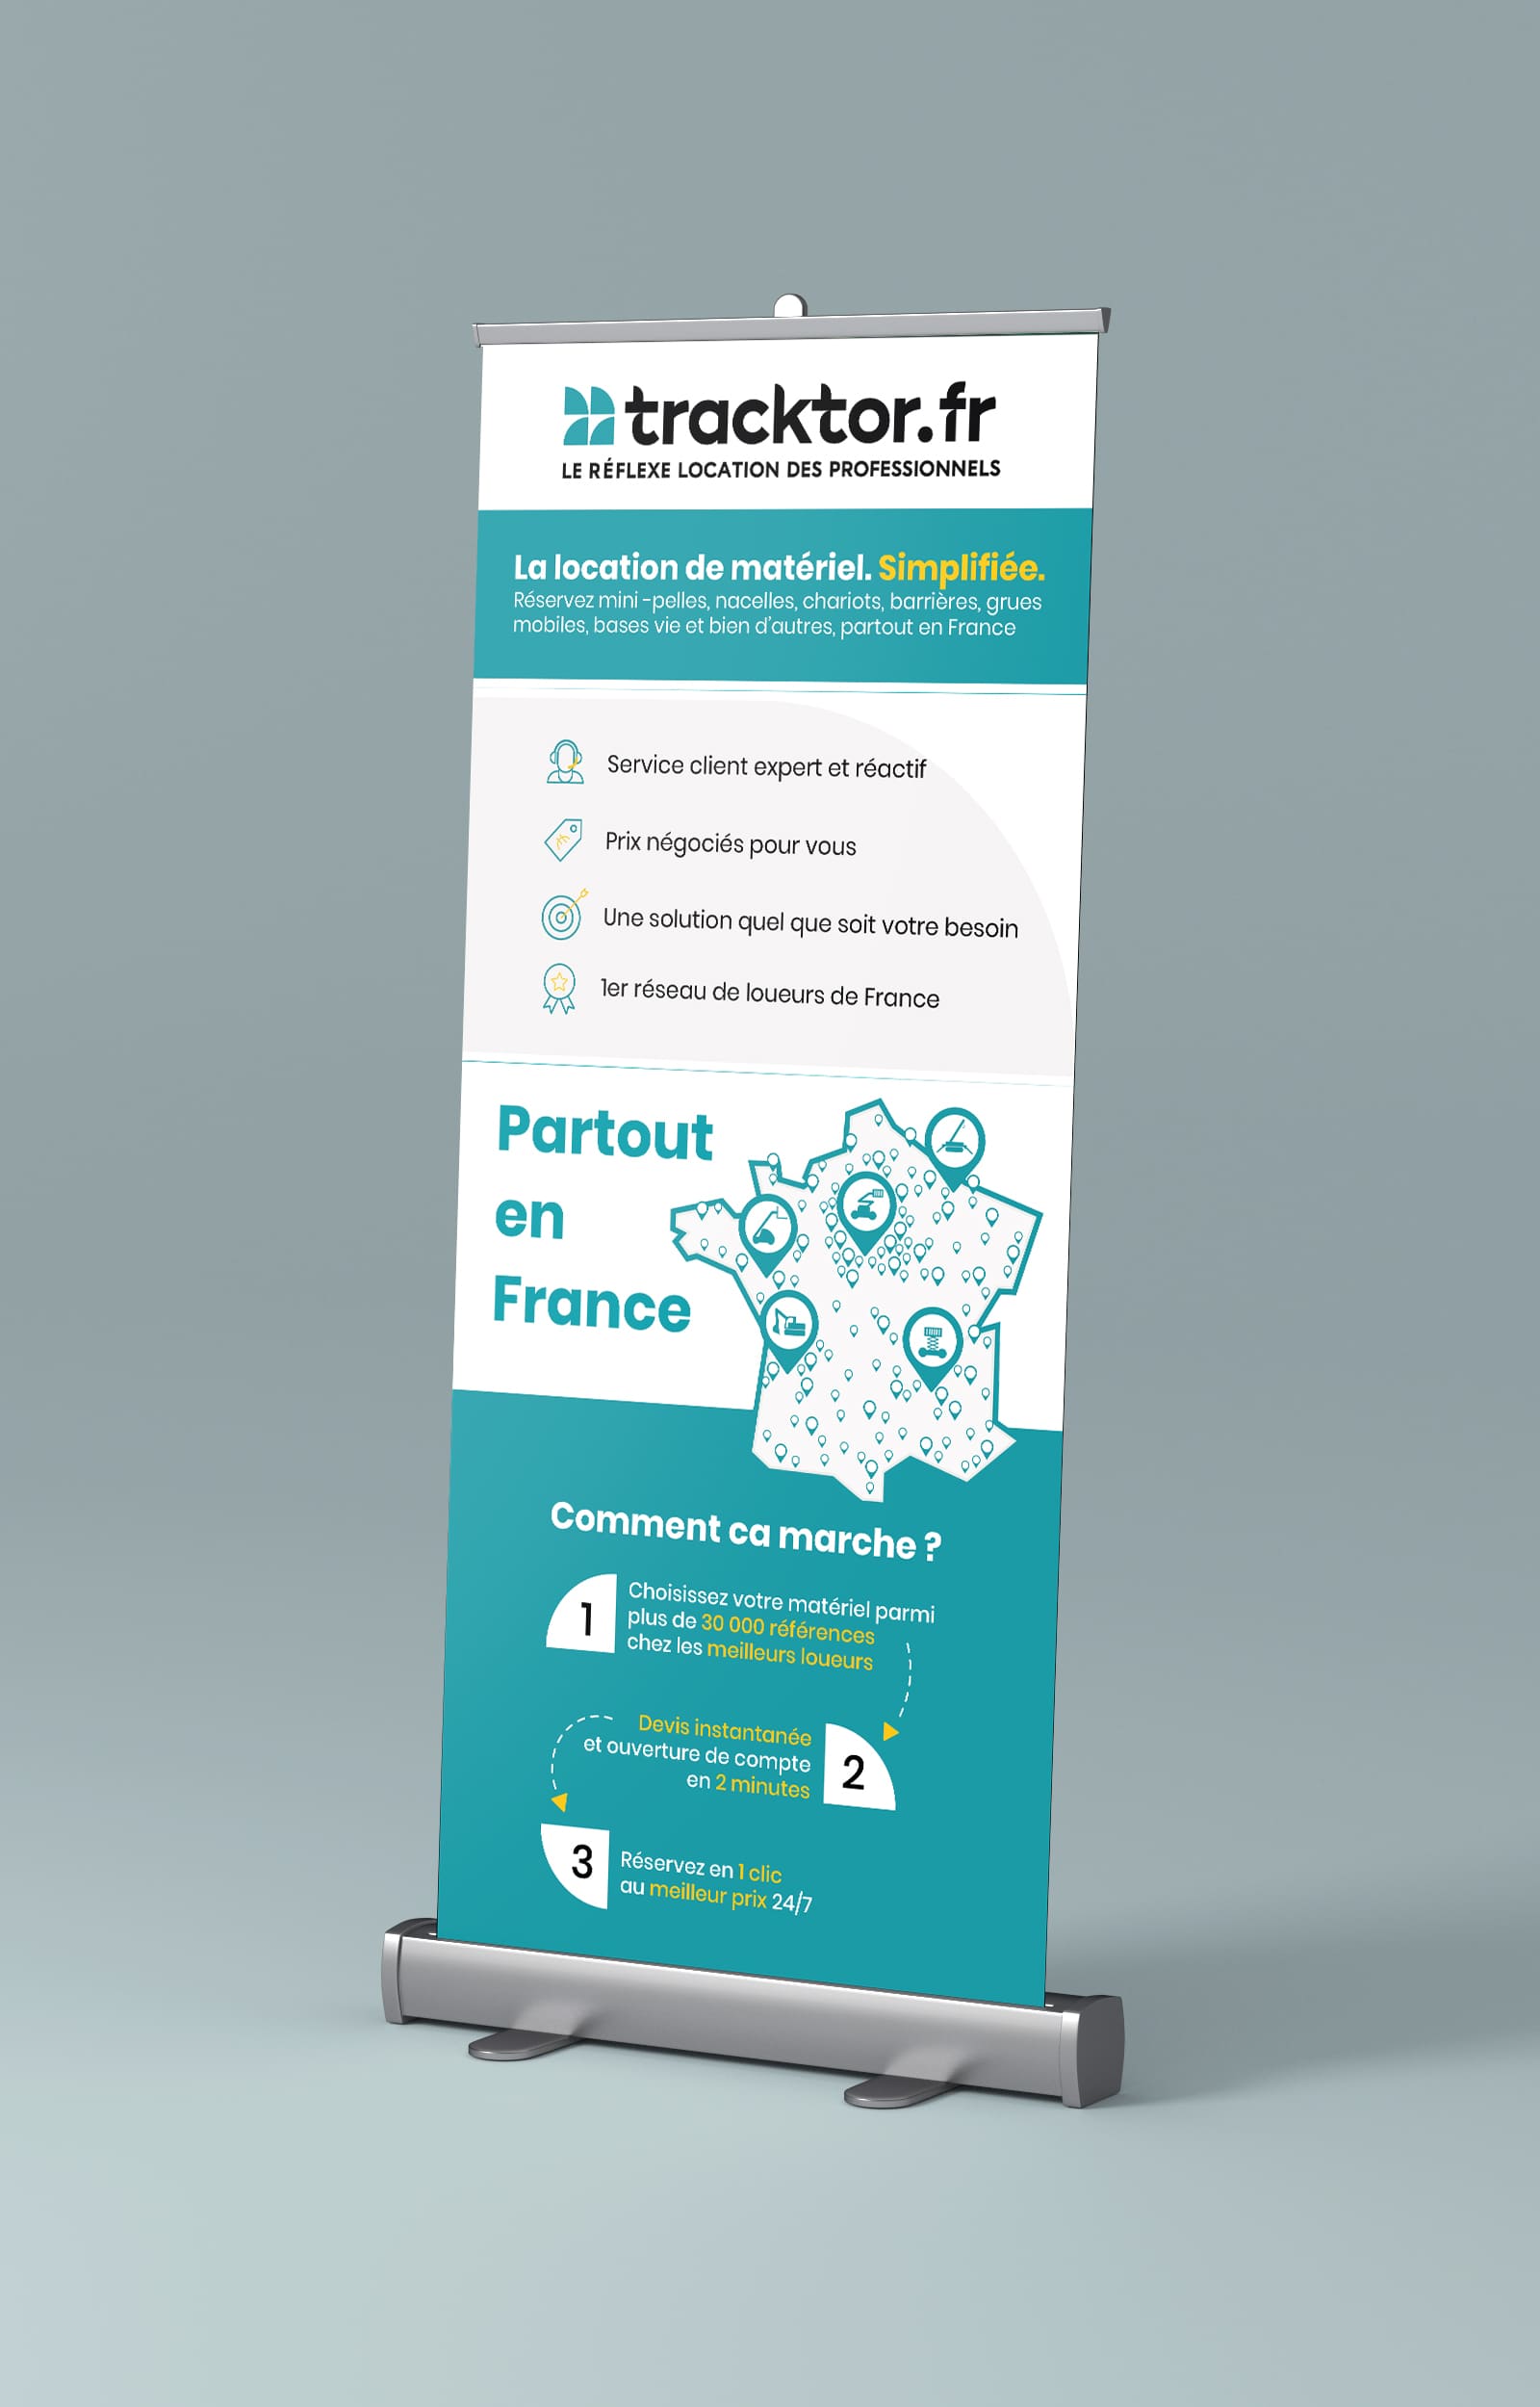 tracktor.fr
LE RÉFLEXE LOCATION DES PROFESSIONNELS
La location de matériel. Simplifiée.
Réservez mini -pelles, nacelles, chariots, barrières, grues
mobiles, bases vie et bien d'autres, partout en France
Service client expert et réactif
Prix négociés pour vous
Une solution quel que soit votre besoin
1er réseau de loueurs de France
Partout
en
France
Comment ca marche ?
1
Choisissez votre matériel parmi
plus de 30 000 références
chez les meilleurs loueurs
Devis instantanée
et ouverture de compte
en 2 minutes
2
3
Réservez en 1 clic
au meilleur prix 24/7